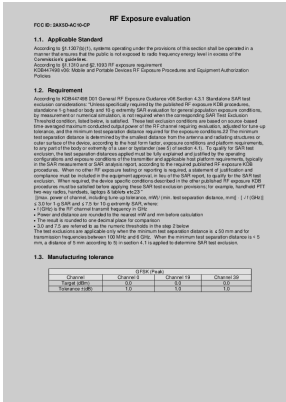 RF Exposure evaluation
FCC ID: 2AX5D-AC10-CP
1.1. Applicable Standard
According to §1.1307(b)(1), systems operating under the provisions of this section shall be operated in a
manner that ensures that the public is not exposed to radio frequency energy level in excess of the
Commission's guidelines.
According to §1.1310 and §2.1093 RF exposure requirement
KDB447498 v06: Mobile and Portable Devices RF Exposure Procedures and Equipment Authorization
Policies.
1.2. Requirement
According to KDB447498 D01 General RF Exposure Guidance v06 Section 4.3.1 Standalone SAR test
exclusion considerations: "Unless specifically required by the published RF exposure KDB procedures,
standalone 1-g head or body and 10-g extremity SAR evaluation for general population exposure conditions,
by measurement or numerical simulation, is not required when the corresponding SAR Test Exclusion
Threshold condition, listed below, is satisfied. These test exclusion conditions are based on source-based
time-averaged maximum conducted output power of the RF channel requiring evaluation, adjusted for tune-up
tolerance, and the minimum test separation distance required for the exposure conditions.22 The minimum
test separation distance is determined by the smallest distance from the antenna and radiating structures or
outer surface of the device, according to the host form factor, exposure conditions and platform requirements,
to any part of the body or extremity of a user or bystander (see 5) of section 4.1). To qualify for SAR test
exclusion, the test separation distances applied must be fully explained and justified by the operating
configurations and exposure conditions of the transmitter and applicable host platform requirements, typically
in the SAR measurement or SAR analysis report, according to the required published RF exposure KDB
procedures. When no other RF exposure testing or reporting is required, a statement of justification and
compliance must be included in the equipment approval, in lieu of the SAR report, to qualify for the SAR test
exclusion. When required, the device specific conditions described in the other published RF exposure KDB
procedures must be satisfied before applying these SAR test exclusion provisions; for example, handheld PTT
two-way radios, handsets, laptops & tablets etc.23"
[(max. power of channel, including tune-up tolerance, mW) / (min. test separation distance, mm)] · [√ f (GHz)]
≤ 3.0 for 1-g SAR and ≤ 7.5 for 10-g extremity SAR, where:
• f (GHz) is the RF channel transmit frequency in GHz
• Power and distance are rounded to the nearest mW and mm before calculation
• The result is rounded to one decimal place for comparison
• 3.0 and 7.5 are referred to as the numeric thresholds in the step 2 below
The test exclusions are applicable only when the minimum test separation distance is ≤ 50 mm and for
transmission frequencies between 100 MHz and 6 GHz. When the minimum test separation distance is < 5
mm, a distance of 5 mm according to 5) in section 4.1 is applied to determine SAR test exclusion.
1.3. Manufacturing tolerance
GFSK (Peak)
Channel Channel 0 Channel 19 Channel 39
Target (dBm) 0.0 0.0 0.0
Tolerance ±(dB) 1.0 1.0 1.0